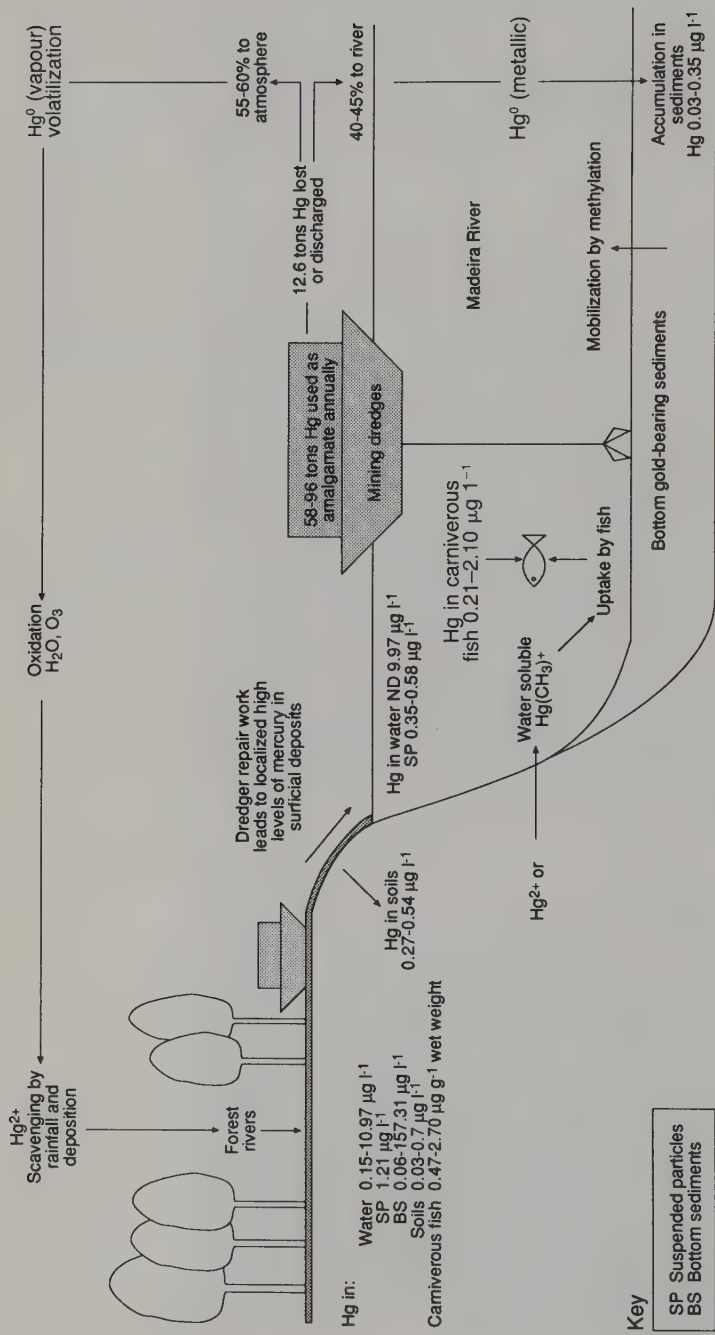 Hg⁰ (vapour)
volatilization
Oxidation
H₂O, O₃
Hg²⁺
Scavenging by
rainfall and
deposition
55-60% to
atmosphere
12.6 tons Hg lost
or discharged
40-45% to river
58-96 tons Hg used as
amalgamate annually
Mining dredges
Dredger repair work
leads to localized high
levels of mercury in
surficial deposits
Forest
rivers
Hg in:
Water 0.15-10.97 µg l⁻¹
SP 1.21 µg l⁻¹
BS 0.06-157.31 µg l⁻¹
Soils 0.03-0.7 µg l⁻¹
Carniverous fish 0.47-2.70 µg g⁻¹ wet weight
Hg in soils
0.27-0.54 µg l⁻¹
Hg in water ND 9.97 µg l⁻¹
SP 0.35-0.58 µg l⁻¹
Madeira River
Hg⁰ (metallic)
Hg in carniverous
fish 0.21–2.10 µg 1⁻¹
Hg²⁺ or
Water soluble
Hg(CH₃)⁺
Uptake by fish
Mobilization by methylation
Bottom gold-bearing sediments
Accumulation in
sediments
Hg 0.03-0.35 µg l⁻¹
Key
SP Suspended particles
BS Bottom sediments